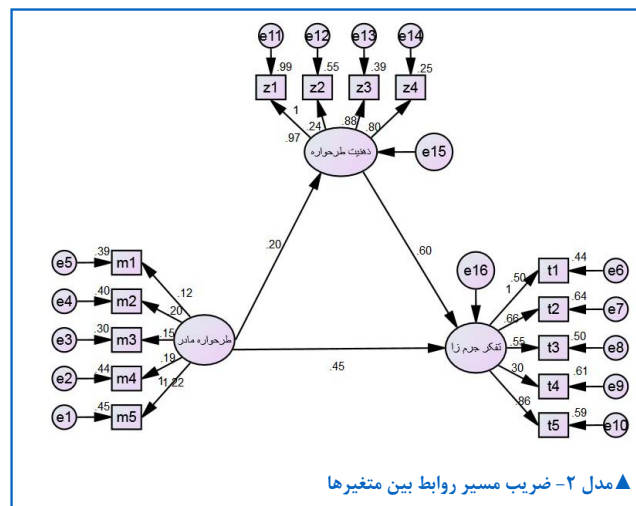 e11 e12 e13 e14
.99 .55 .39 .25
z1 z2 z3 z4
1 .24 .88 .80
.97
ذهنیت طرحواره
e15
.20
.60
e5 .39 m1
e4 .40 m2
e3 .30 m3
e2 .44 m4
e1 .45 m5
.12
.20
.15
.19
1
.22
طرحواره مادر
.45
e16
تفکر جرم زا
.50
1
.66
.55
.30
.86
t1 .44 e6
t2 .64 e7
t3 .50 e8
t4 .61 e9
t5 .59 e10
▲مدل ۲- ضریب مسیر روابط بین متغیرها